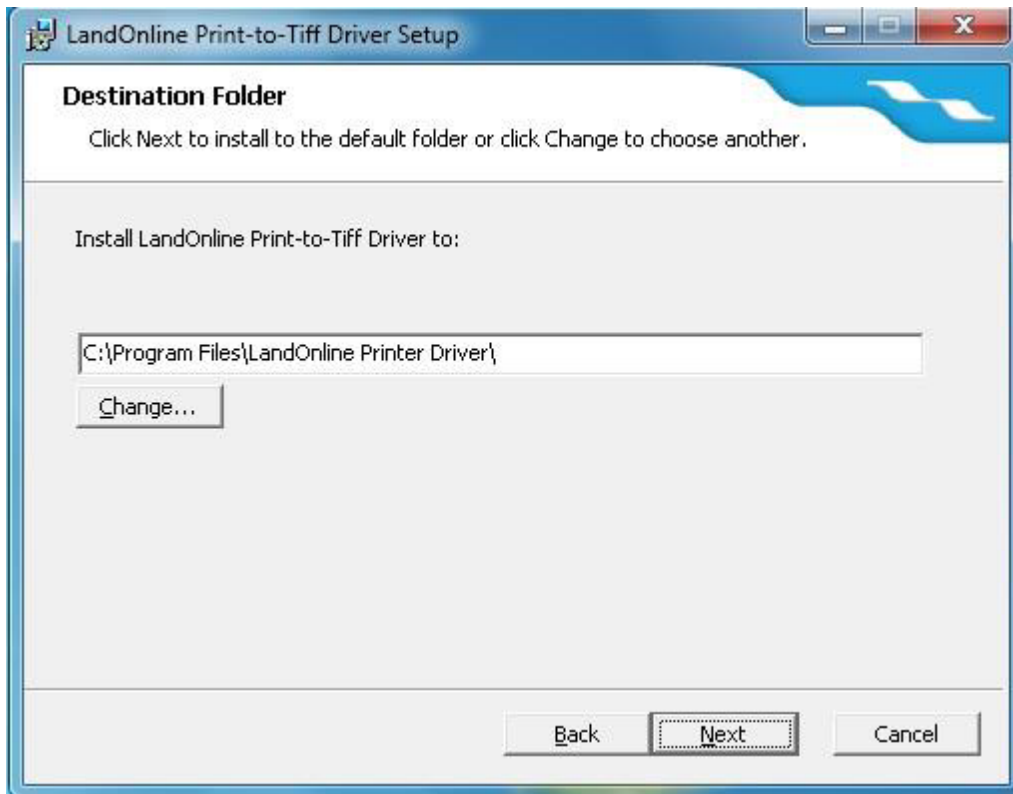 LandOnline Print-to-Tiff Driver Setup
Destination Folder
Click Next to install to the default folder or click Change to choose another.
Install LandOnline Print-to-Tiff Driver to:
C:\Program Files\LandOnline Printer Driver\
Change...
Back Next Cancel